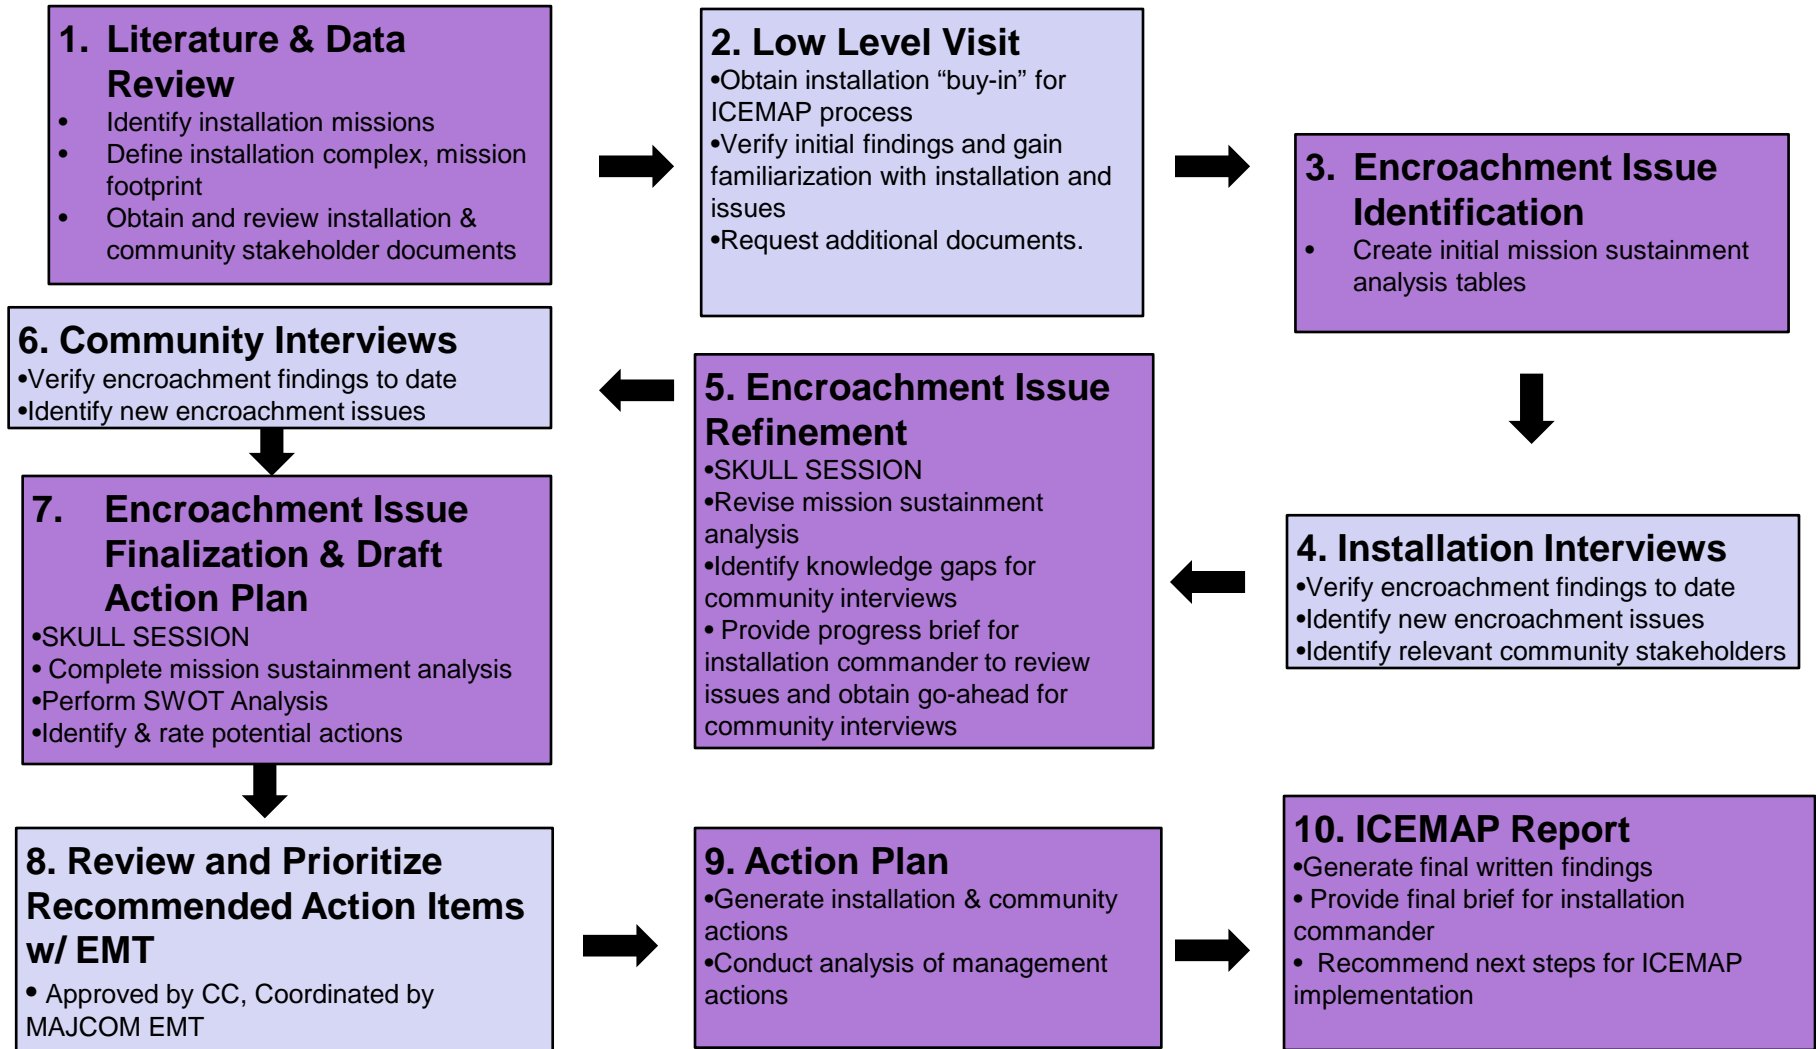 1. Literature & Data
Review
• Identify installation missions
• Define installation complex, mission
footprint
• Obtain and review installation &
community stakeholder documents
2. Low Level Visit
•Obtain installation “buy-in” for
ICEMAP process
•Verify initial findings and gain
familiarization with installation and
issues
•Request additional documents.
3. Encroachment Issue
Identification
• Create initial mission sustainment
analysis tables
4. Installation Interviews
•Verify encroachment findings to date
•Identify new encroachment issues
•Identify relevant community stakeholders
5. Encroachment Issue
Refinement
•SKULL SESSION
•Revise mission sustainment
analysis
•Identify knowledge gaps for
community interviews
• Provide progress brief for
installation commander to review
issues and obtain go-ahead for
community interviews
6. Community Interviews
•Verify encroachment findings to date
•Identify new encroachment issues
7. Encroachment Issue
Finalization & Draft
Action Plan
•SKULL SESSION
• Complete mission sustainment analysis
•Perform SWOT Analysis
•Identify & rate potential actions
8. Review and Prioritize
Recommended Action Items
w/ EMT
• Approved by CC, Coordinated by
MAJCOM EMT
9. Action Plan
•Generate installation & community
actions
•Conduct analysis of management
actions
10. ICEMAP Report
•Generate final written findings
• Provide final brief for installation
commander
• Recommend next steps for ICEMAP
implementation